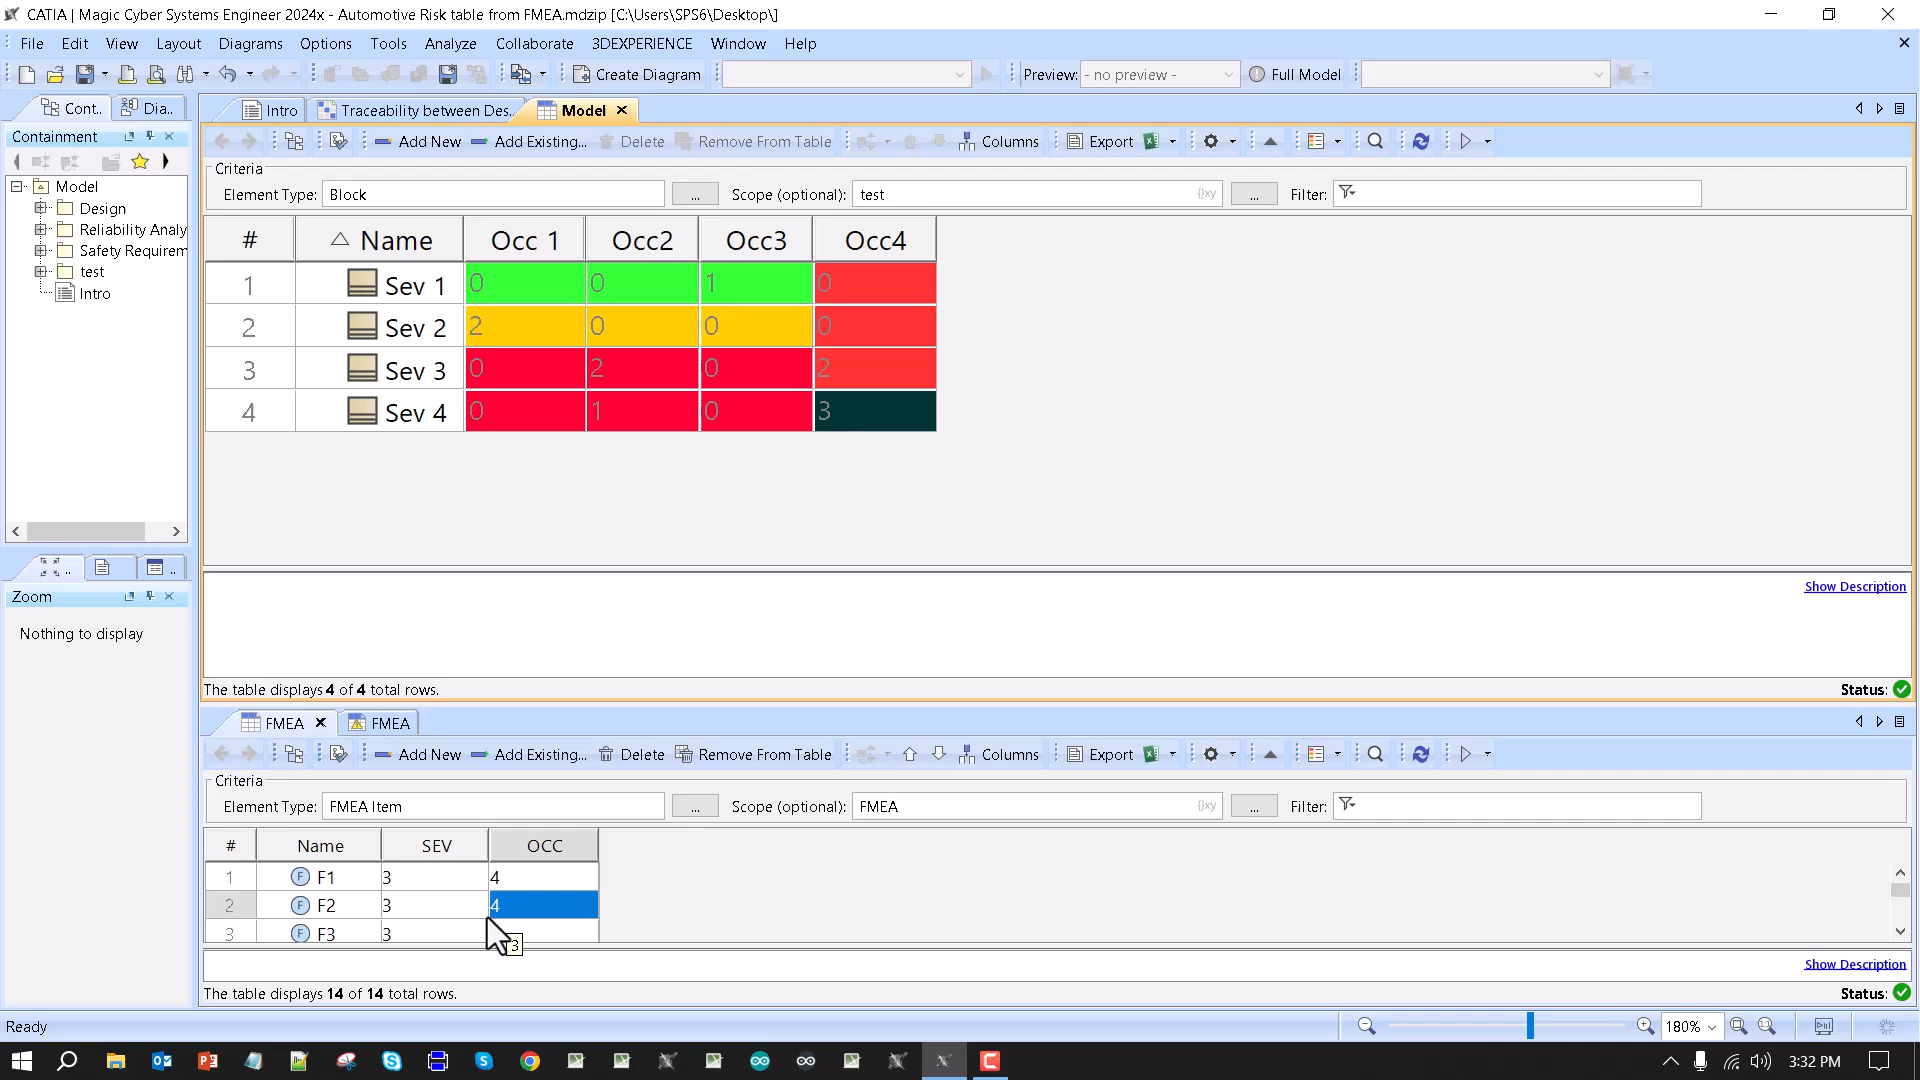 CATIA | Magic Cyber Systems Engineer 2024x - Automotive Risk table from FMEA.mdzip [C:\Users\SPS6\Desktop\]
File Edit View Layout Diagrams Options Tools Analyze Collaborate 3DEXPERIENCE Window Help
Create Diagram Preview: - no preview - Full Model
Cont.. Dia.. Intro Traceability between Des... Model
Containment Add New Add Existing... Delete Remove From Table Columns Export
Criteria
Element Type: Block ... Scope (optional): test {}xy ... Filter:
Model
Design
Reliability Analy
Safety Requirem
test
Intro
# Name Occ 1 Occ2 Occ3 Occ4
1 Sev 1 0 0 1 0
2 Sev 2 2 0 0 0
3 Sev 3 0 2 0 2
4 Sev 4 0 1 0 3
Zoom
Nothing to display
Show Description
The table displays 4 of 4 total rows. Status:
FMEA FMEA
Add New Add Existing... Delete Remove From Table Columns Export
Criteria
Element Type: FMEA Item ... Scope (optional): FMEA {}xy ... Filter:
# Name SEV OCC
1 F F1 3 4
2 F F2 3 4
3 F F3 3
3
Show Description
The table displays 14 of 14 total rows. Status:
Ready 180%
3:32 PM